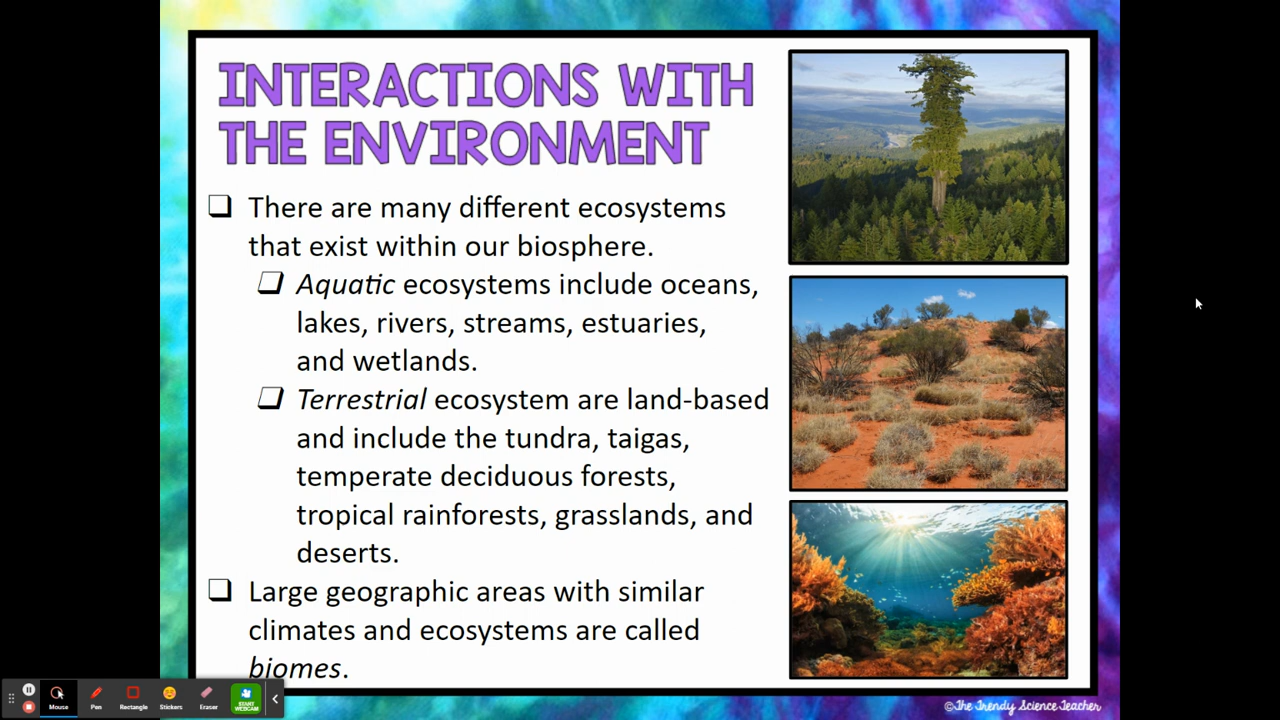 INTERACTIONS WITH
THE ENVIRONMENT
There are many different ecosystems
that exist within our biosphere.
Aquatic ecosystems include oceans,
lakes, rivers, streams, estuaries,
and wetlands.
Terrestrial ecosystem are land-based
and include the tundra, taigas,
temperate deciduous forests,
tropical rainforests, grasslands, and
deserts.
Large geographic areas with similar
climates and ecosystems are called
biomes.
©The Trendy Science Teacher
Mouse Pen Rectangle Stickers Eraser START WEBCAM